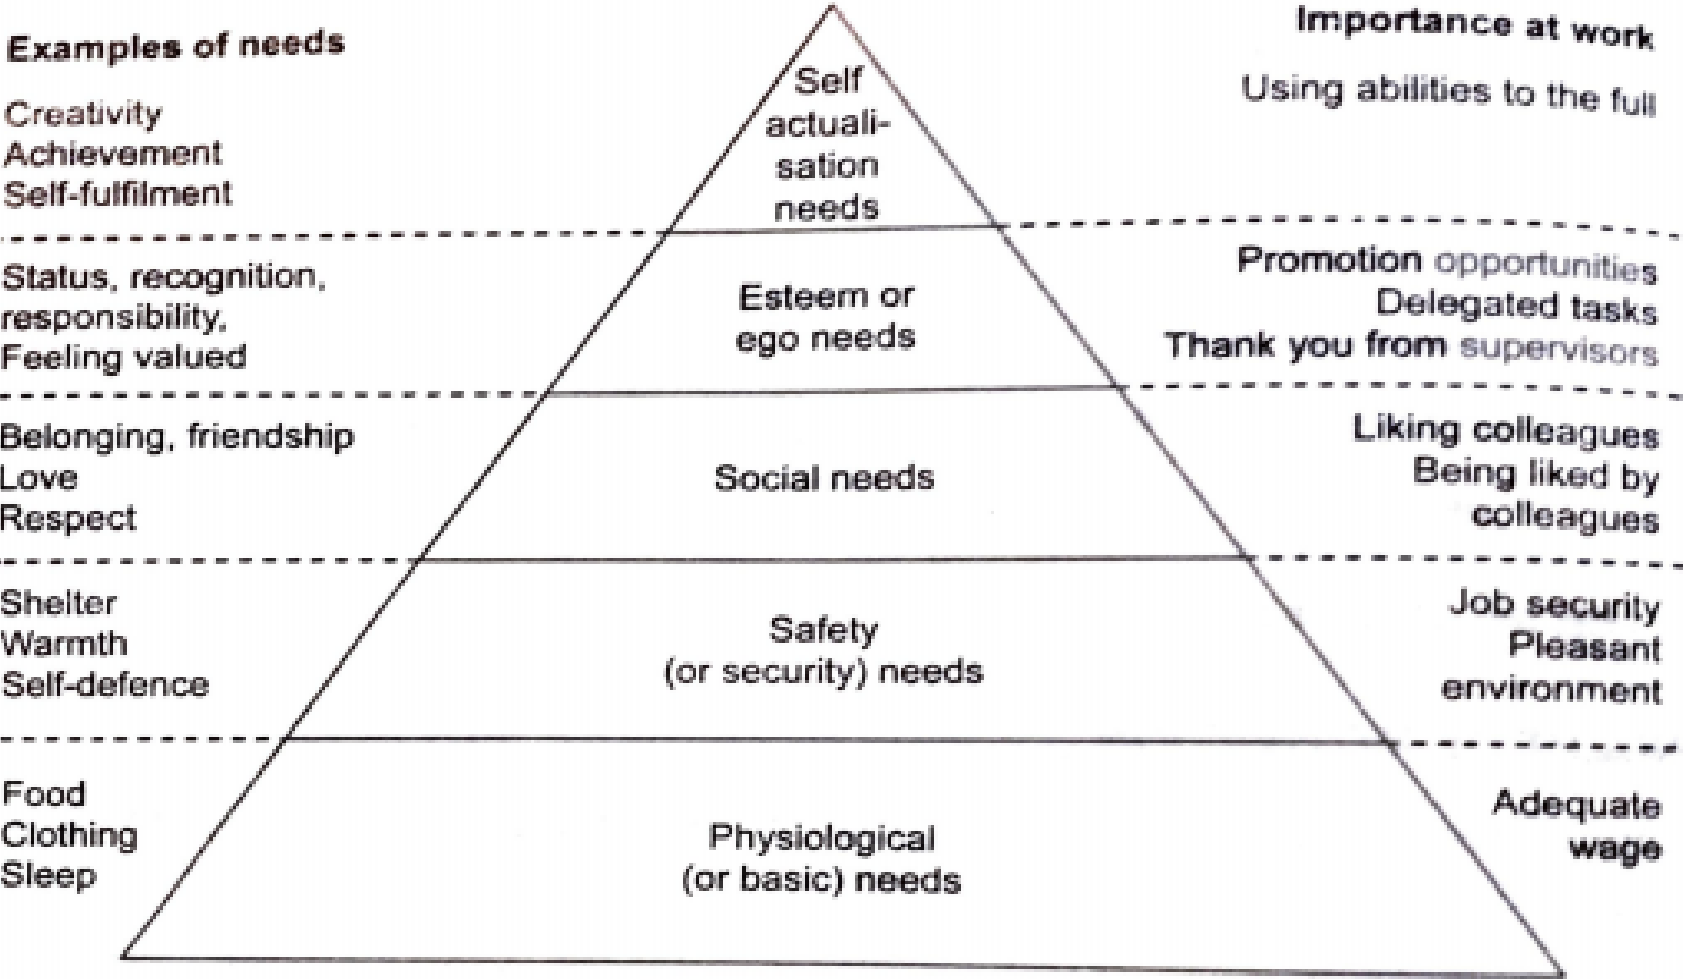 Examples of needs
Importance at work
Creativity
Achievement
Self-fulfilment
Self
actuali-
sation
needs
Using abilities to the full
Status, recognition,
responsibility,
Feeling valued
Esteem or
ego needs
Promotion opportunities
Delegated tasks
Thank you from supervisors
Belonging, friendship
Love
Respect
Social needs
Liking colleagues
Being liked by
colleagues
Shelter
Warmth
Self-defence
Safety
(or security) needs
Job security
Pleasant
environment
Food
Clothing
Sleep
Physiological
(or basic) needs
Adequate
wage